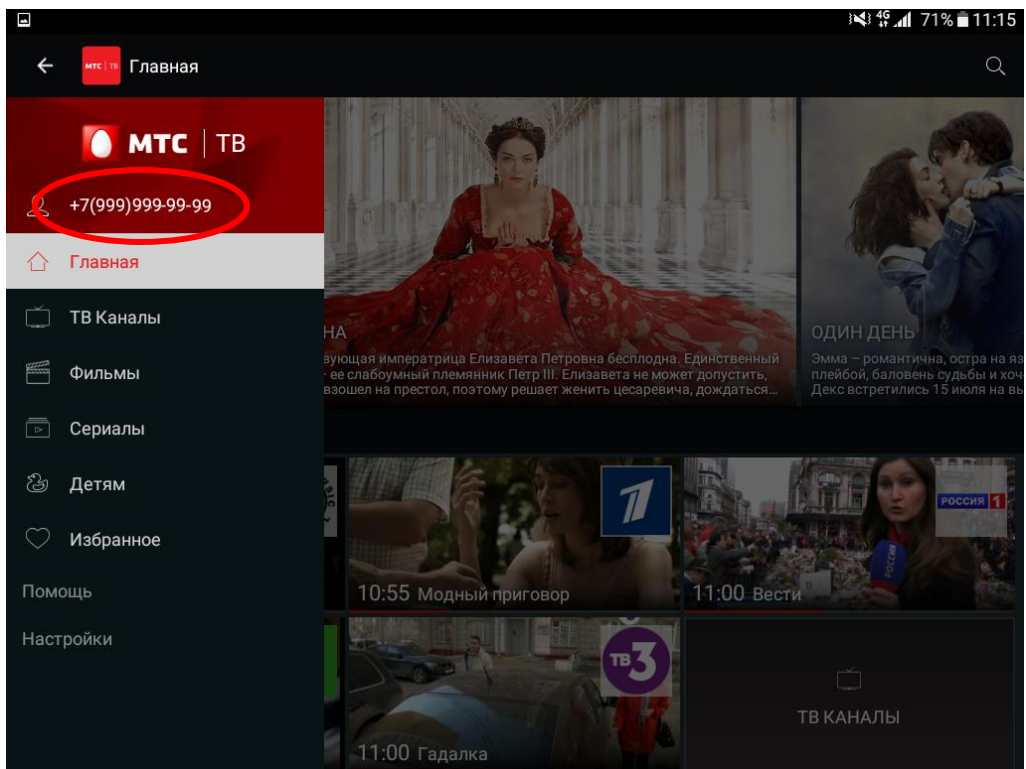 4G 71% 11:15
МТС ТВ Главная
МТС ТВ
+7(999)999-99-99
Главная
ТВ Каналы
Фильмы
Сериалы
Детям
Избранное
Помощь
Настройки
НА
вующая императрица Елизавета Петровна бесплодна. Единственный
- ее слабоумный племянник Петр III. Елизавета не может допустить,
взошел на престол, поэтому решает женить цесаревича, дождаться...
ОДИН ДЕНЬ
Эмма – романтична, остра на яз
плейбой, баловень судьбы и хоч
Декс встретились 15 июля на вы
1
РОССИЯ 1
РОССИЯ
10:55 Модный приговор
11:00 Вести
ТВ3
11:00 Гадалка
ТВ КАНАЛЫ